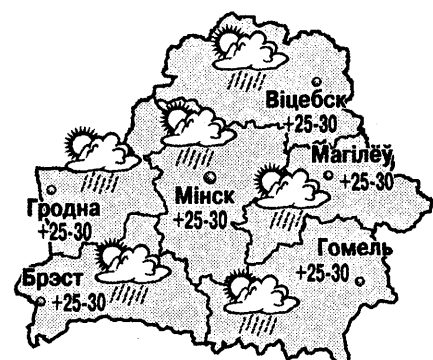 Віцебск
+25-30
Магілёў
+25-30
Мінск
+25-30
Гродна
+25-30
Гомель
+25-30
Брэст
+25-30